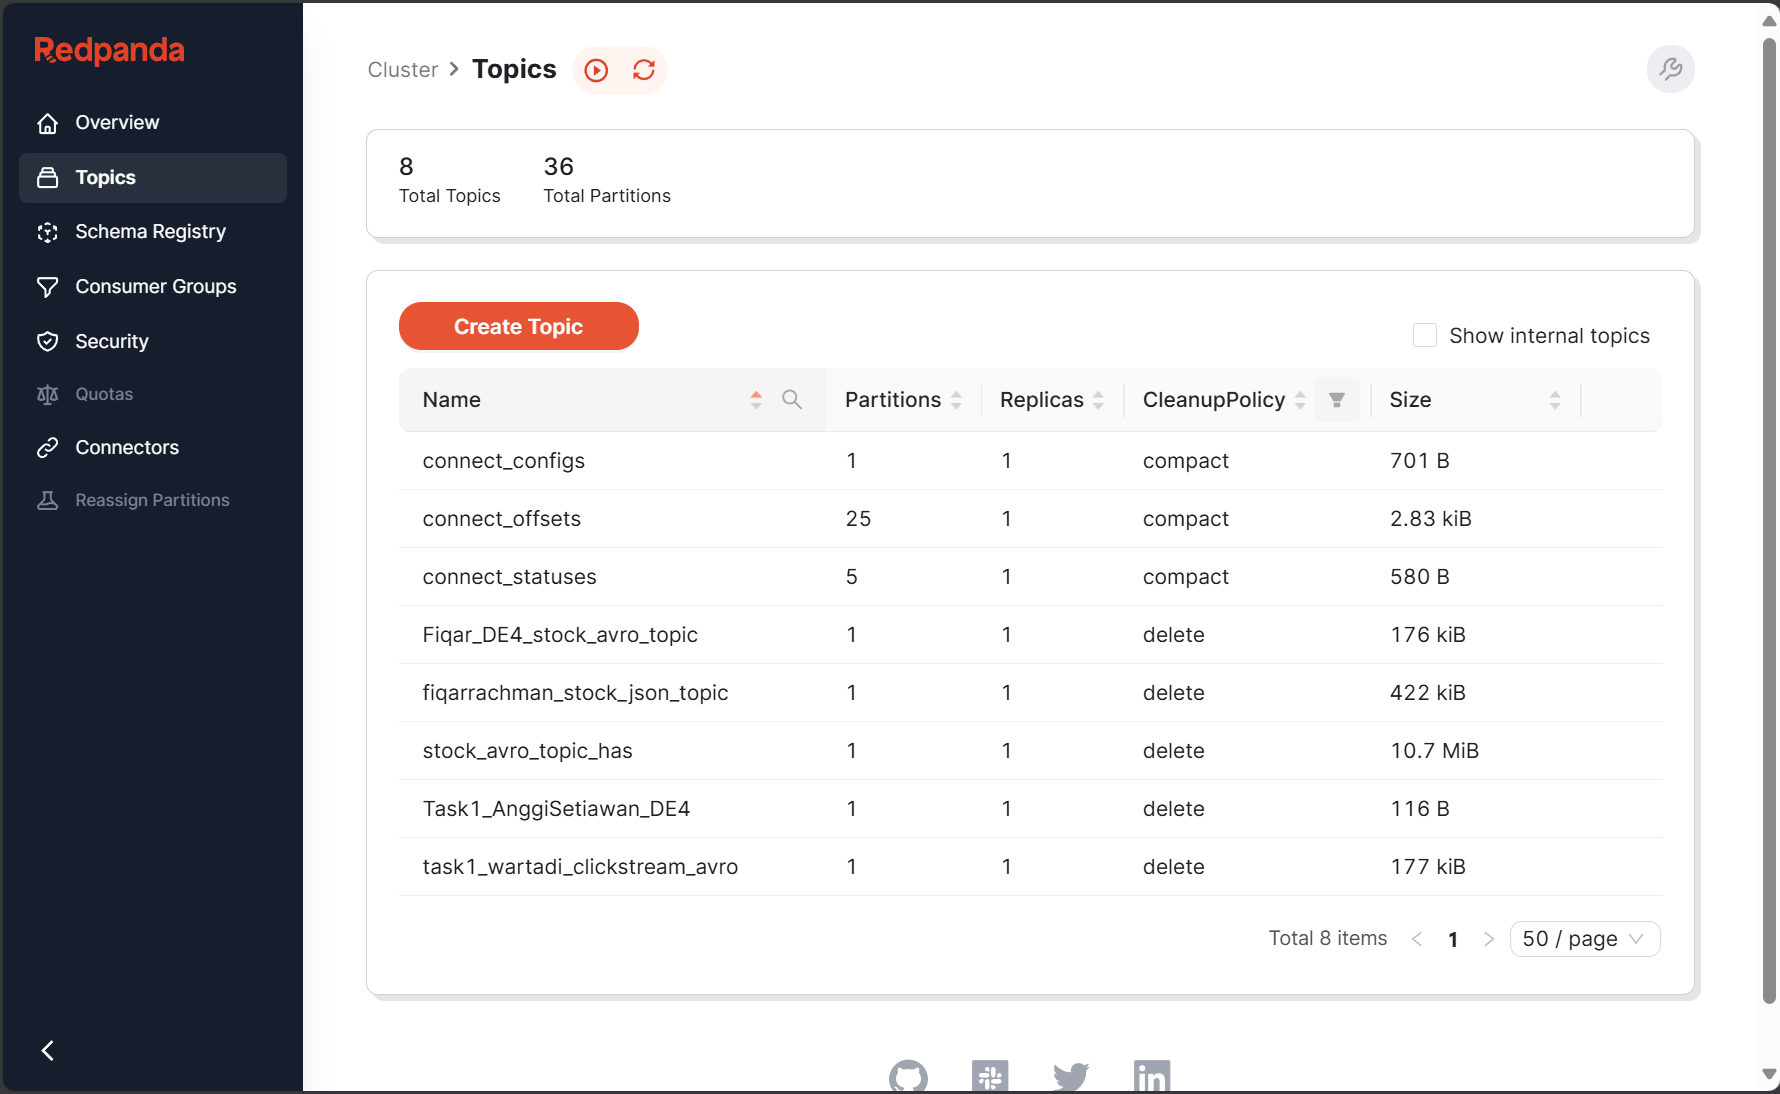 Redpanda
Overview
Topics
Schema Registry
Consumer Groups
Security
Quotas
Connectors
Reassign Partitions
Cluster > Topics
8 36
Total Topics Total Partitions
Create Topic
Show internal topics
Name Partitions Replicas CleanupPolicy Size
connect_configs 1 1 compact 701 B
connect_offsets 25 1 compact 2.83 kiB
connect_statuses 5 1 compact 580 B
Fiqar_DE4_stock_avro_topic 1 1 delete 176 kiB
fiqarrachman_stock_json_topic 1 1 delete 422 kiB
stock_avro_topic_has 1 1 delete 10.7 MiB
Task1_AnggiSetiawan_DE4 1 1 delete 116 B
task1_wartadi_clickstream_avro 1 1 delete 177 kiB
Total 8 items < 1 > 50 / page
in